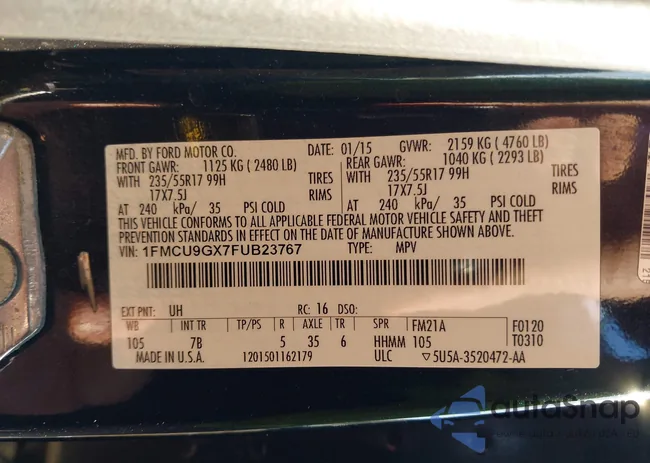 MFD. BY FORD MOTOR CO. DATE: 01/15 GVWR: 2159 KG ( 4760 LB)
FRONT GAWR: 1125 KG ( 2480 LB) REAR GAWR: 1040 KG ( 2293 LB)
WITH 235/55R17 99H TIRES WITH 235/55R17 99H TIRES
17X7.5J RIMS 17X7.5J RIMS
AT 240 kPa/ 35 PSI COLD AT 240 kPa/ 35 PSI COLD
THIS VEHICLE CONFORMS TO ALL APPLICABLE FEDERAL MOTOR VEHICLE SAFETY AND THEFT
PREVENTION STANDARDS IN EFFECT ON THE DATE OF MANUFACTURE SHOWN ABOVE.
VIN: 1FMCU9GX7FUB23767 TYPE: MPV
EXT PNT: UH RC: 16 DSO:
WB INT TR TP/PS R AXLE TR SPR FM21A F0120
105 7B 5 35 6 HHMM 105 T0310
MADE IN U.S.A. 1201501162179 ULC ▽5U5A-3520472-AA
autoSnap